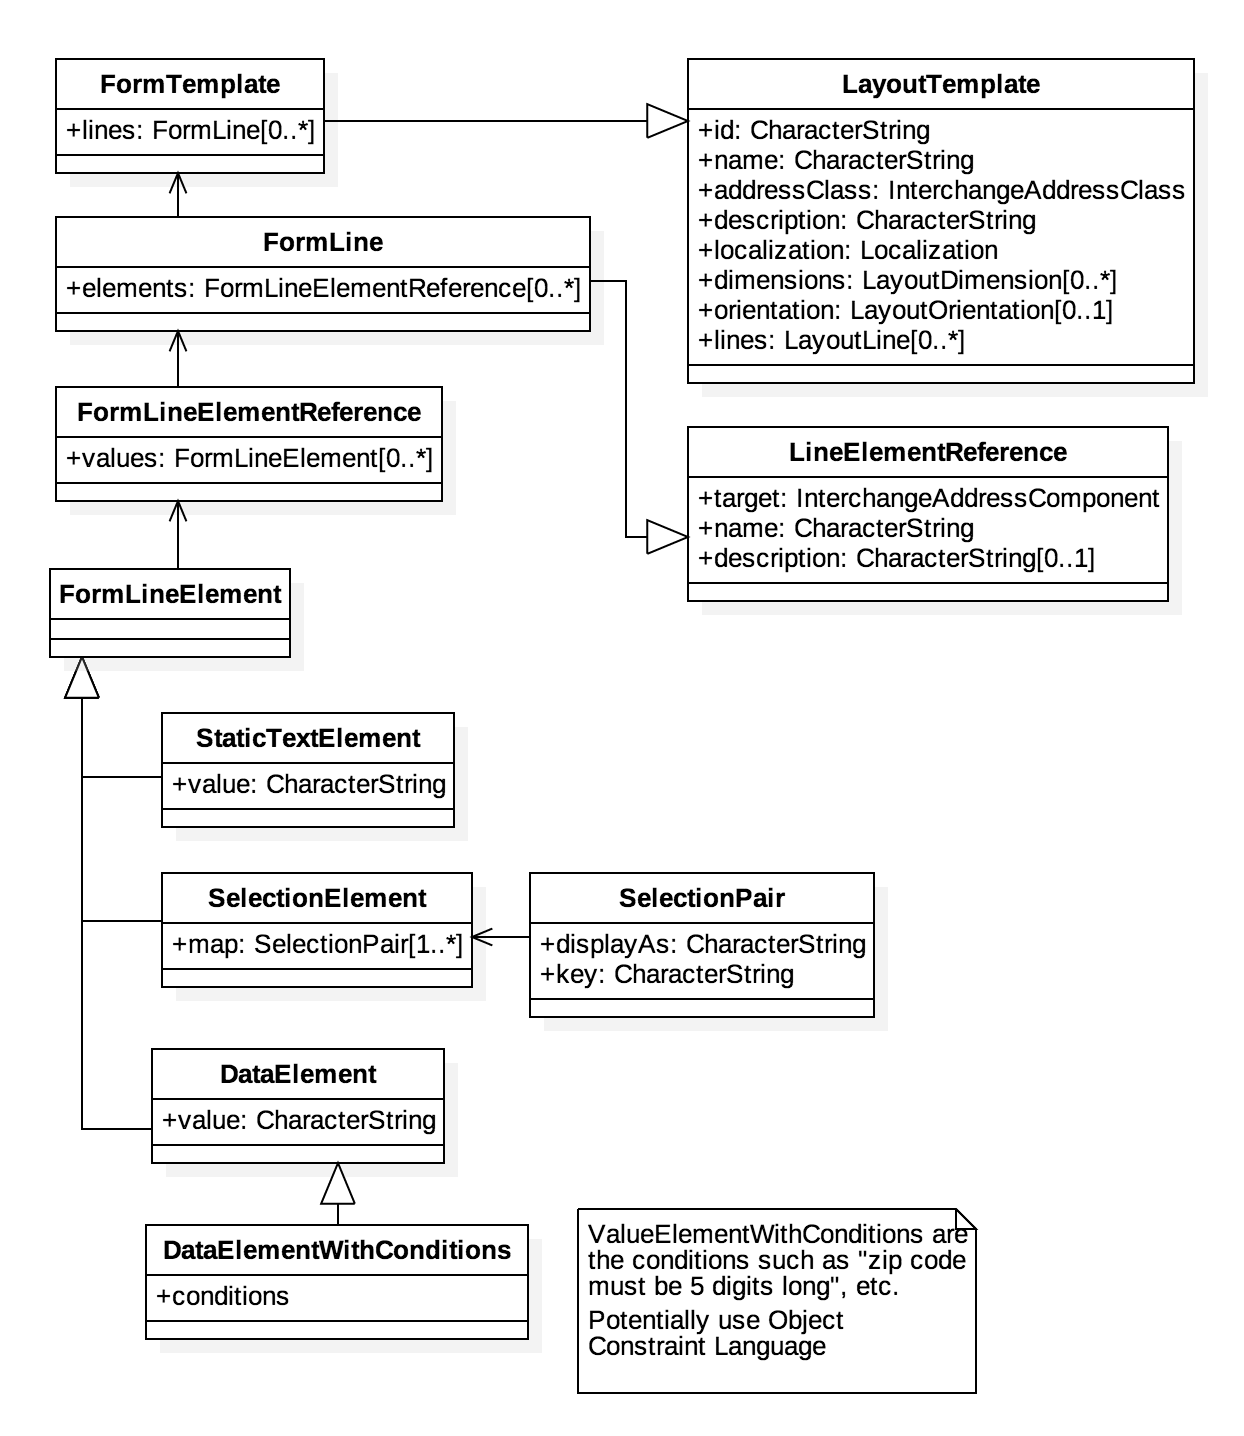 FormTemplate
+lines: FormLine[0..*]
LayoutTemplate
+id: CharacterString
+name: CharacterString
+addressClass: InterchangeAddressClass
+description: CharacterString
+localization: Localization
+dimensions: LayoutDimension[0..*]
+orientation: LayoutOrientation[0..1]
+lines: LayoutLine[0..*]
FormLine
+elements: FormLineElementReference[0..*]
FormLineElementReference
+values: FormLineElement[0..*]
LineElementReference
+target: InterchangeAddressComponent
+name: CharacterString
+description: CharacterString[0..1]
FormLineElement
StaticTextElement
+value: CharacterString
SelectionElement
+map: SelectionPair[1..*]
SelectionPair
+displayAs: CharacterString
+key: CharacterString
DataElement
+value: CharacterString
DataElementWithConditions
+conditions
ValueElementWithConditions are
the conditions such as "zip code
must be 5 digits long", etc.
Potentially use Object
Constraint Language